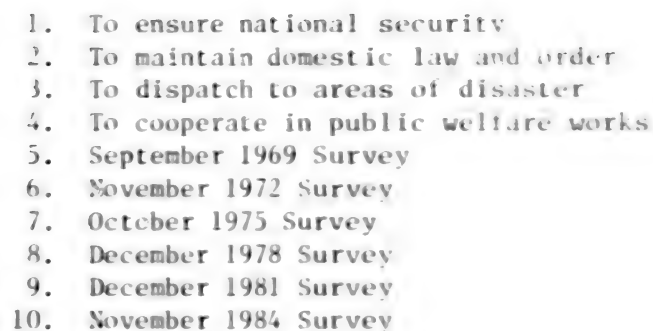 1. To ensure national security
2. To maintain domestic law and order
3. To dispatch to areas of disaster
4. To cooperate in public welfare works
5. September 1969 Survey
6. November 1972 Survey
7. October 1975 Survey
8. December 1978 Survey
9. December 1981 Survey
10. November 1984 Survey